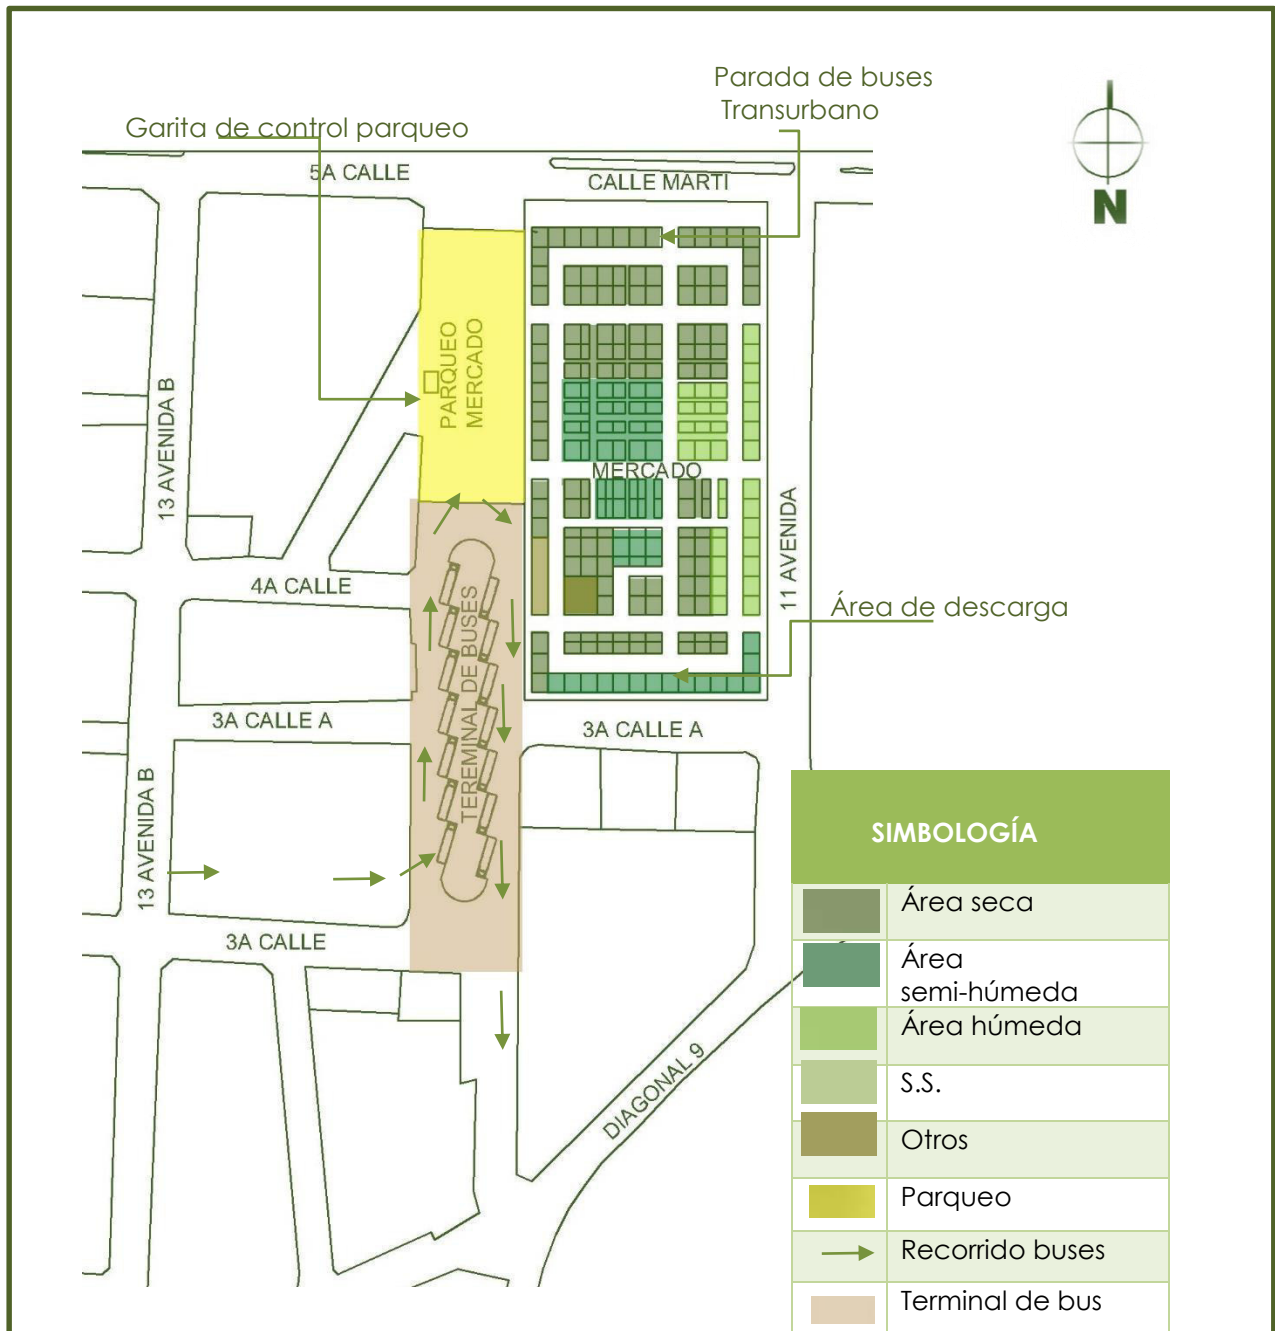 Parada de buses
Transurbano
Garita de control parqueo
N
5A CALLE
CALLE MARTI
PARQUEO
MERCADO
13 AVENIDA B
MERCADO
11 AVENIDA
4A CALLE
TEREMINAL DE BUSES
Área de descarga
3A CALLE A
3A CALLE A
13 AVENIDA B
3A CALLE
DIAGONAL 9
SIMBOLOGÍA
Área seca
Área
semi-húmeda
Área húmeda
S.S.
Otros
Parqueo
Recorrido buses
Terminal de bus